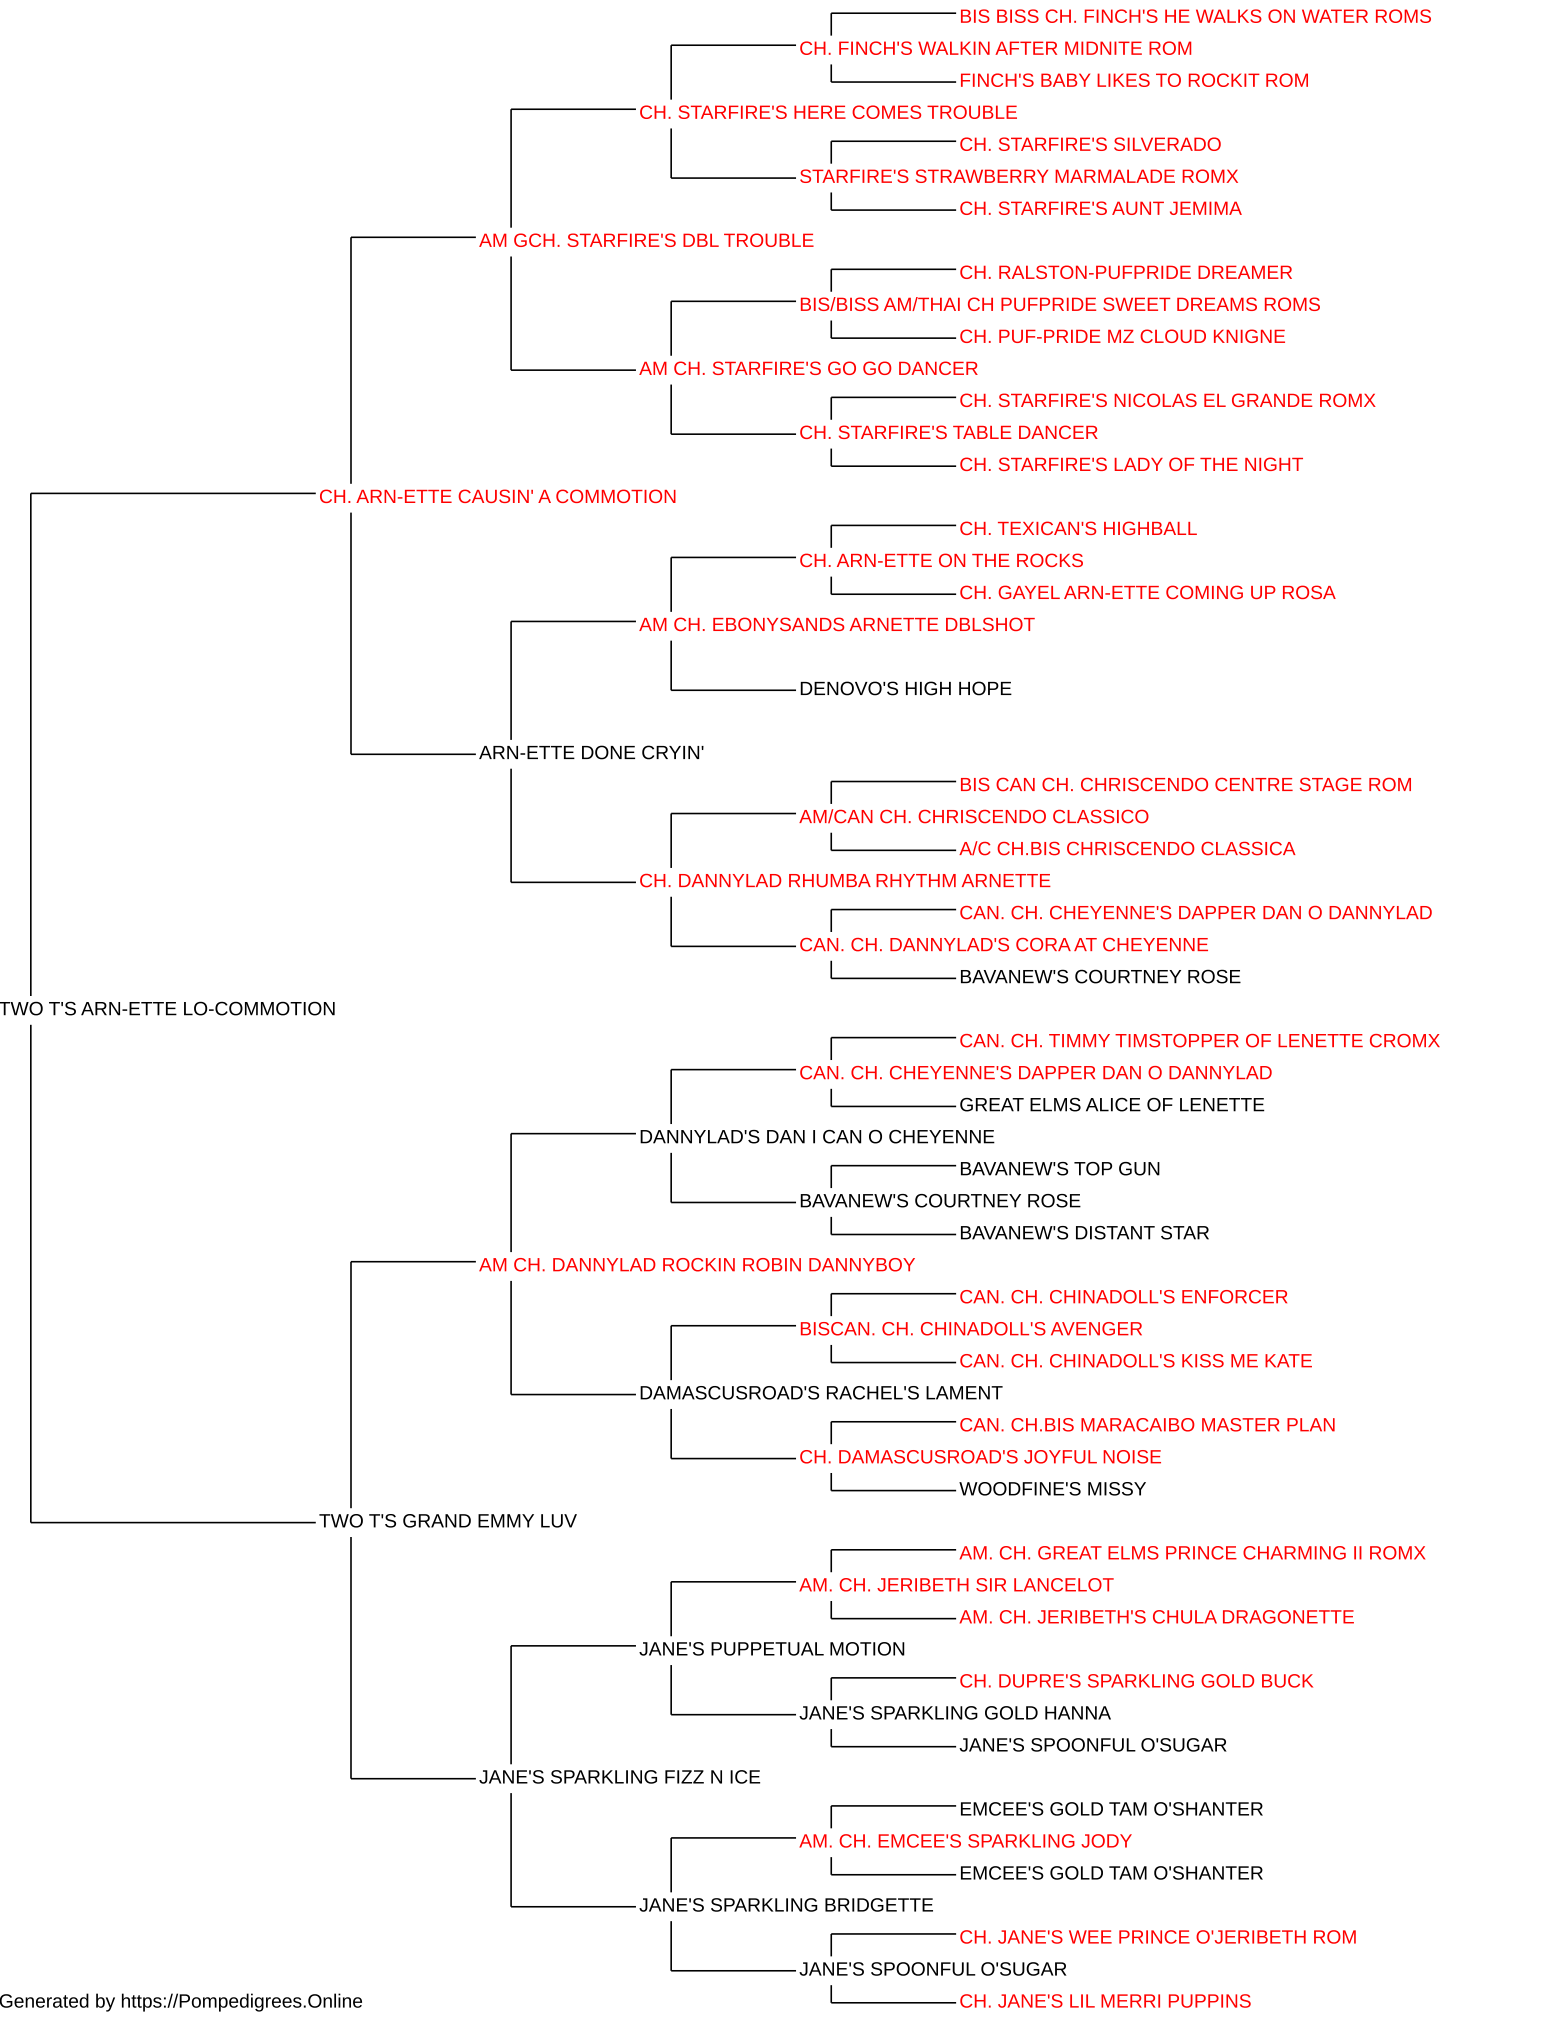 BIS BISS CH. FINCH'S HE WALKS ON WATER ROMS
CH. FINCH'S WALKIN AFTER MIDNITE ROM
FINCH'S BABY LIKES TO ROCKIT ROM
CH. STARFIRE'S HERE COMES TROUBLE
CH. STARFIRE'S SILVERADO
STARFIRE'S STRAWBERRY MARMALADE ROMX
CH. STARFIRE'S AUNT JEMIMA
AM GCH. STARFIRE'S DBL TROUBLE
CH. RALSTON-PUFPRIDE DREAMER
BIS/BISS AM/THAI CH PUFPRIDE SWEET DREAMS ROMS
CH. PUF-PRIDE MZ CLOUD KNIGNE
AM CH. STARFIRE'S GO GO DANCER
CH. STARFIRE'S NICOLAS EL GRANDE ROMX
CH. STARFIRE'S TABLE DANCER
CH. STARFIRE'S LADY OF THE NIGHT
CH. ARN-ETTE CAUSIN' A COMMOTION
CH. TEXICAN'S HIGHBALL
CH. ARN-ETTE ON THE ROCKS
CH. GAYEL ARN-ETTE COMING UP ROSA
AM CH. EBONYSANDS ARNETTE DBLSHOT
DENOVO'S HIGH HOPE
ARN-ETTE DONE CRYIN'
BIS CAN CH. CHRISCENDO CENTRE STAGE ROM
AM/CAN CH. CHRISCENDO CLASSICO
A/C CH.BIS CHRISCENDO CLASSICA
CH. DANNYLAD RHUMBA RHYTHM ARNETTE
CAN. CH. CHEYENNE'S DAPPER DAN O DANNYLAD
CAN. CH. DANNYLAD'S CORA AT CHEYENNE
BAVANEW'S COURTNEY ROSE
TWO T'S ARN-ETTE LO-COMMOTION
CAN. CH. TIMMY TIMSTOPPER OF LENETTE CROMX
CAN. CH. CHEYENNE'S DAPPER DAN O DANNYLAD
GREAT ELMS ALICE OF LENETTE
DANNYLAD'S DAN I CAN O CHEYENNE
BAVANEW'S TOP GUN
BAVANEW'S COURTNEY ROSE
BAVANEW'S DISTANT STAR
AM CH. DANNYLAD ROCKIN ROBIN DANNYBOY
CAN. CH. CHINADOLL'S ENFORCER
BISCAN. CH. CHINADOLL'S AVENGER
CAN. CH. CHINADOLL'S KISS ME KATE
DAMASCUSROAD'S RACHEL'S LAMENT
CAN. CH.BIS MARACAIBO MASTER PLAN
CH. DAMASCUSROAD'S JOYFUL NOISE
WOODFINE'S MISSY
TWO T'S GRAND EMMY LUV
AM. CH. GREAT ELMS PRINCE CHARMING II ROMX
AM. CH. JERIBETH SIR LANCELOT
AM. CH. JERIBETH'S CHULA DRAGONETTE
JANE'S PUPPETUAL MOTION
CH. DUPRE'S SPARKLING GOLD BUCK
JANE'S SPARKLING GOLD HANNA
JANE'S SPOONFUL O'SUGAR
JANE'S SPARKLING FIZZ N ICE
EMCEE'S GOLD TAM O'SHANTER
AM. CH. EMCEE'S SPARKLING JODY
EMCEE'S GOLD TAM O'SHANTER
JANE'S SPARKLING BRIDGETTE
CH. JANE'S WEE PRINCE O'JERIBETH ROM
JANE'S SPOONFUL O'SUGAR
CH. JANE'S LIL MERRI PUPPINS
Generated by https://Pompedigrees.Online